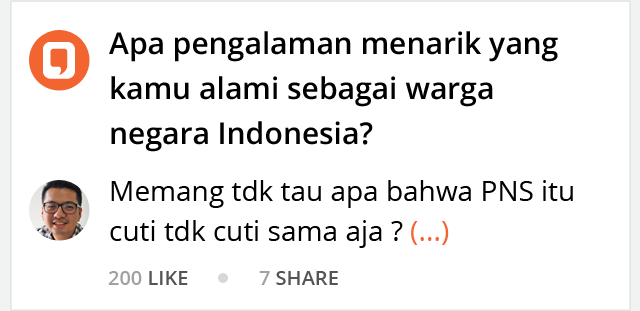 Apa pengalaman menarik yang
kamu alami sebagai warga
negara Indonesia?
Memang tdk tau apa bahwa PNS itu
cuti tdk cuti sama aja ? (...)
200 LIKE
7 SHARE